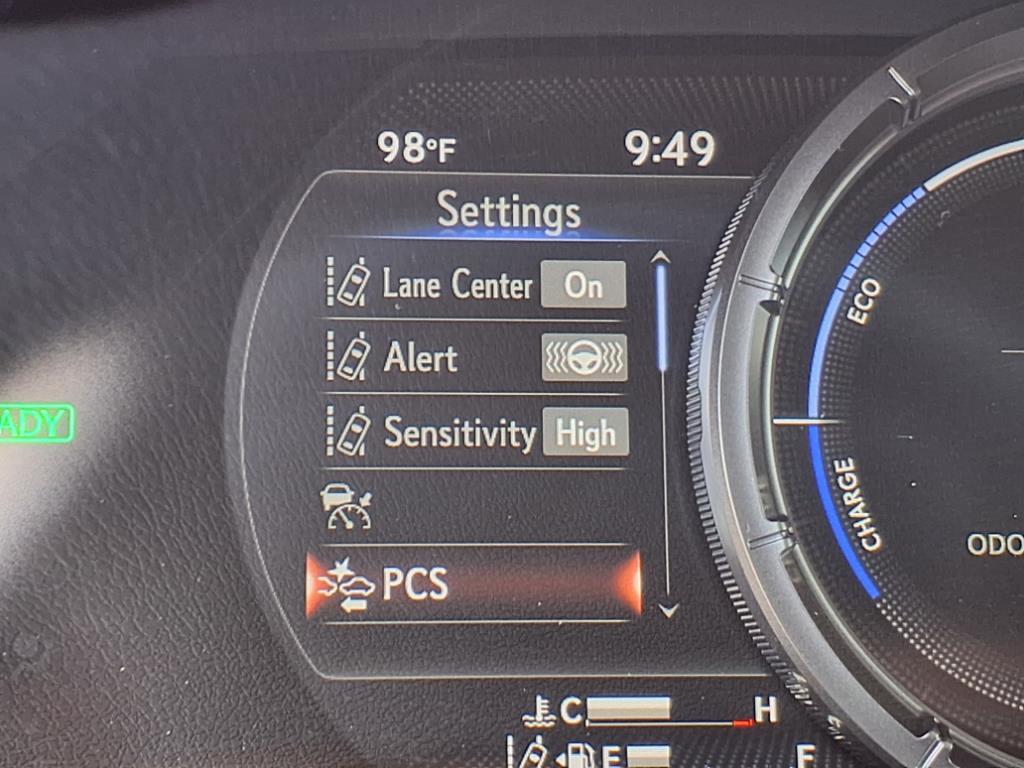 98°F 9:49
Settings
Lane Center On
Alert
Sensitivity High
PCS
ADY
ECO
CHARGE
ODO
C H
E F